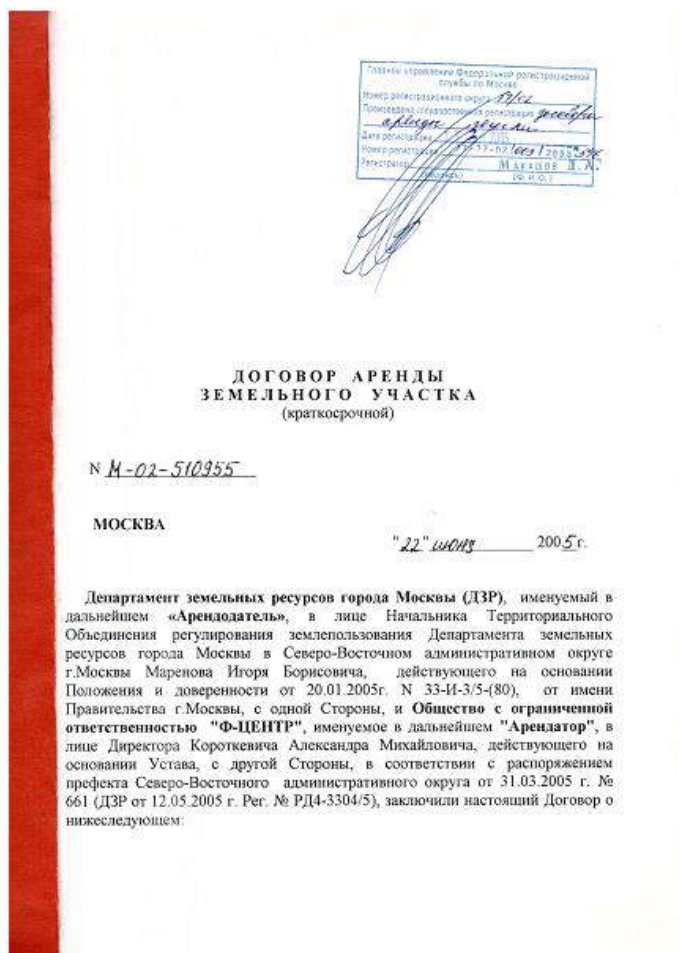 Главное управление Федеральной регистрационной
службы по Москве
Номер регистрационного округа
Произведена государственная регистрация
аренды
Дата регистрации
Номер регистрации
Регистратор Макашов
(подпись) (Ф.И.О.)
ДОГОВОР АРЕНДЫ
ЗЕМЕЛЬНОГО УЧАСТКА
(краткосрочной)
N М-02-510955
МОСКВА
"22" июня 2005 г.
Департамент земельных ресурсов города Москвы (ДЗР), именуемый в
дальнейшем «Арендодатель», в лице Начальника Территориального
Объединения регулирования землепользования Департамента земельных
ресурсов города Москвы в Северо-Восточном административном округе
г.Москвы Маренова Игоря Борисовича, действующего на основании
Положения и доверенности от 20.01.2005г. N 33-И-3/5-(80), от имени
Правительства г.Москвы, с одной Стороны, и Общество с ограниченной
ответственностью "Ф-ЦЕНТР", именуемое в дальнейшем "Арендатор", в
лице Директора Короткевича Александра Михайловича, действующего на
основании Устава, с другой Стороны, в соответствии с распоряжением
префекта Северо-Восточного административного округа от 31.03.2005 г. №
661 (ДЗР от 12.05.2005 г. Рег. № РД4-3304/5), заключили настоящий Договор о
нижеследующем: